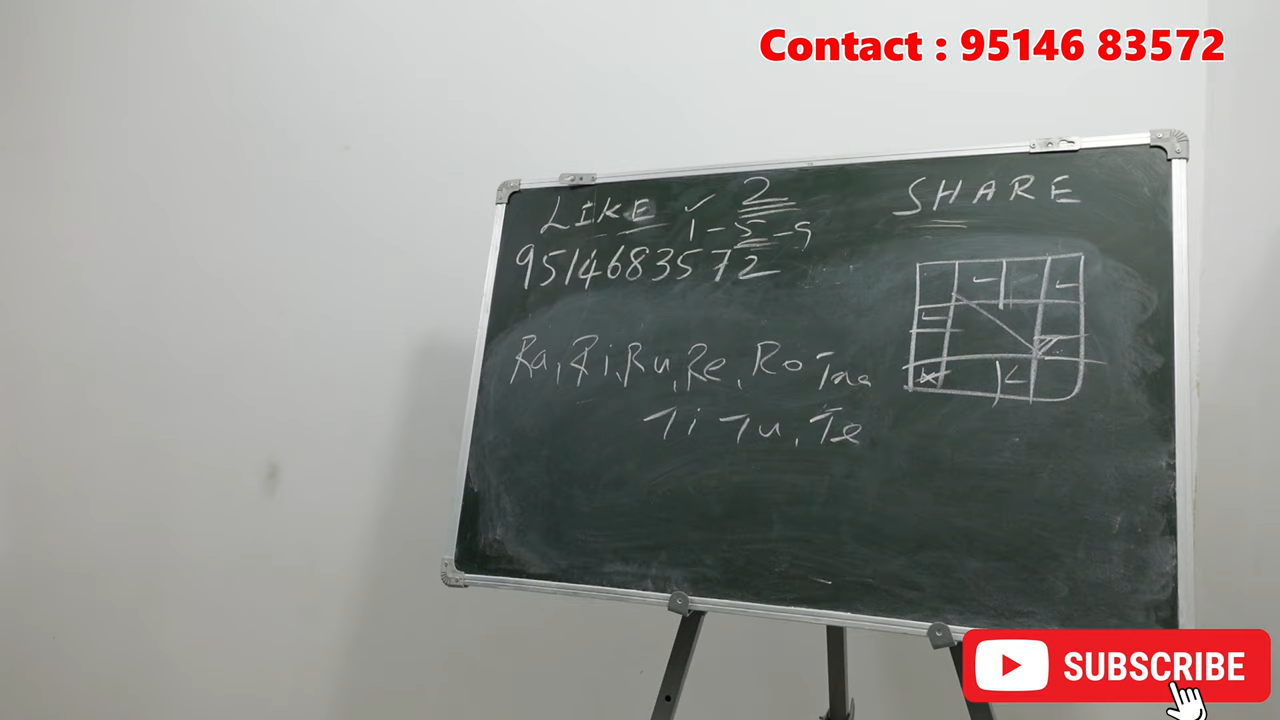 Contact : 95146 83572
LIKE ✓ 2 SHARE
1-5-9
9514683572
Ra, Ri, Ru, Re, Ro Taa
Ti Tu, Te
SUBSCRIBE